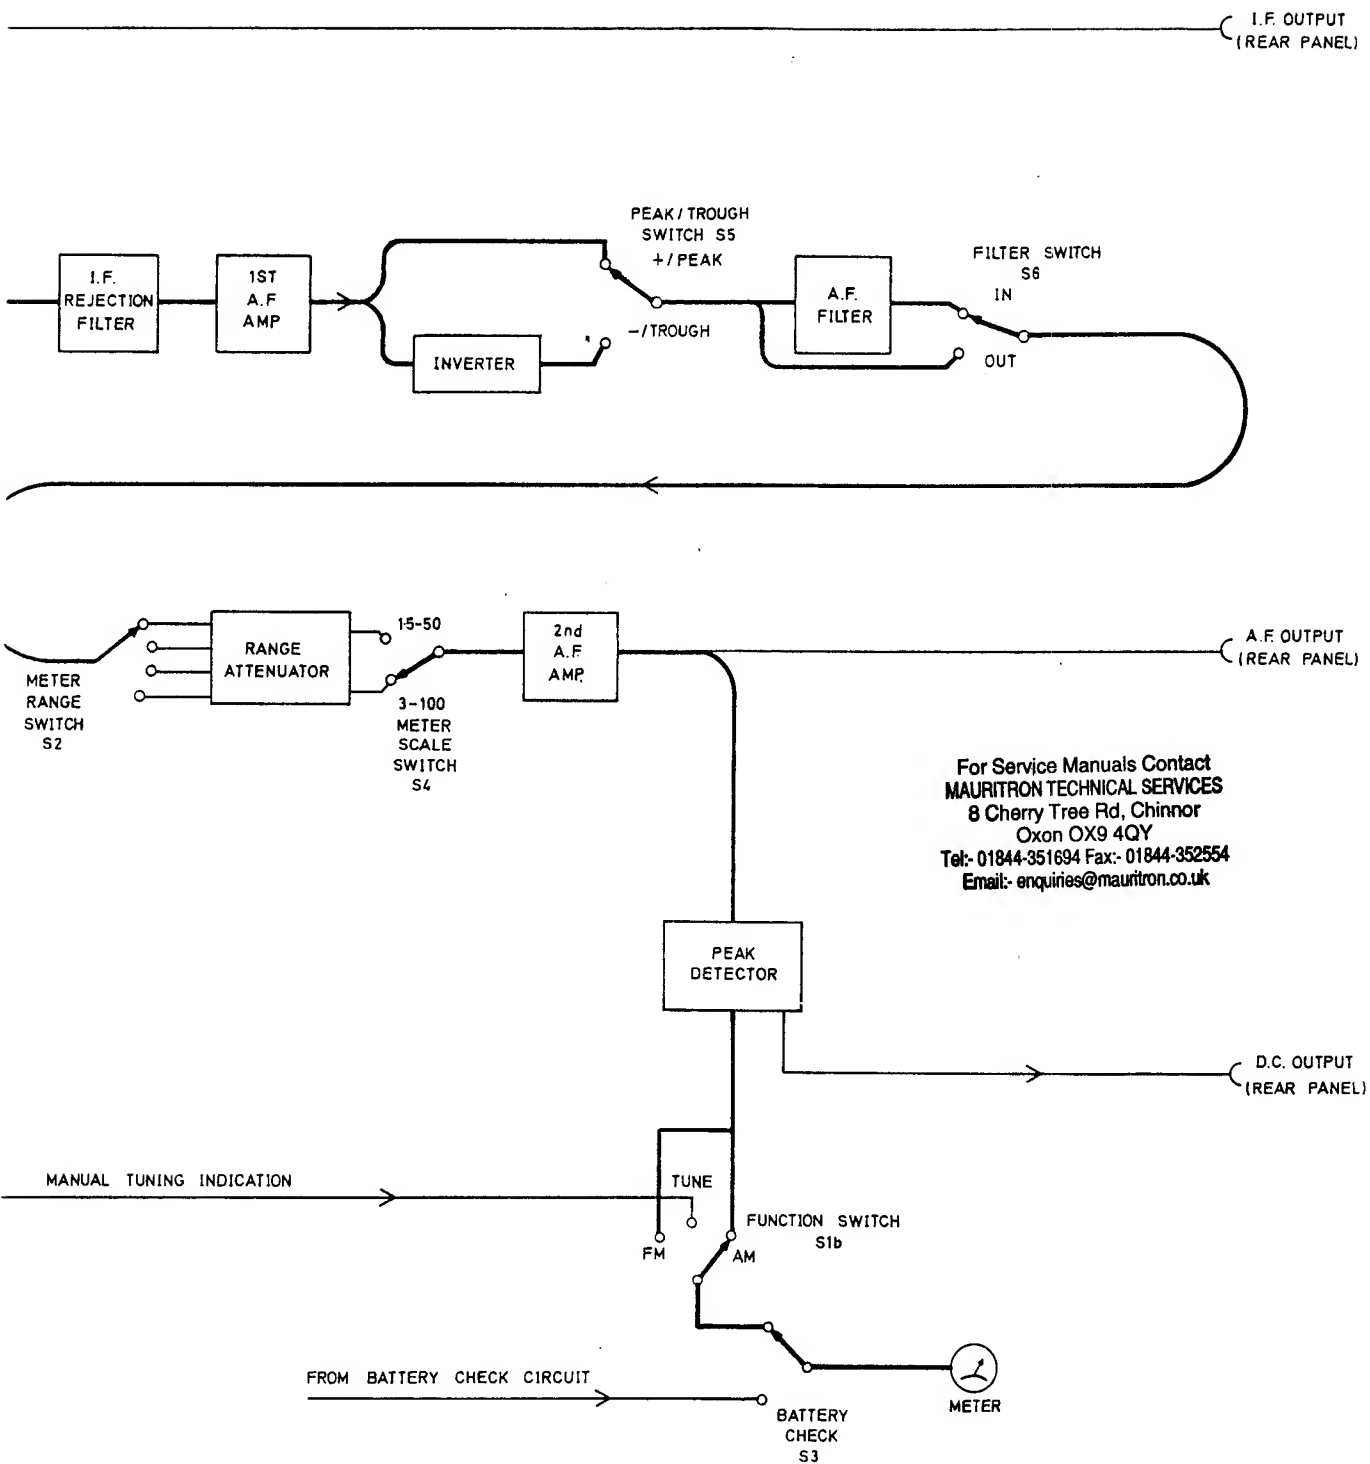 I.F. OUTPUT
(REAR PANEL)
PEAK/TROUGH
SWITCH S5
+/PEAK
FILTER SWITCH
S6
IN
I.F.
REJECTION
FILTER
1ST
A.F
AMP
A.F.
FILTER
-/TROUGH
INVERTER
OUT
1·5-50
RANGE
ATTENUATOR
2nd
A.F.
AMP.
A.F. OUTPUT
(REAR PANEL)
METER
RANGE
SWITCH
S2
3-100
METER
SCALE
SWITCH
S4
For Service Manuals Contact
MAURITRON TECHNICAL SERVICES
8 Cherry Tree Rd, Chinnor
Oxon OX9 4QY
Tel:- 01844-351694 Fax:- 01844-352554
Email:- enquiries@mauritron.co.uk
PEAK
DETECTOR
D.C. OUTPUT
(REAR PANEL)
MANUAL TUNING INDICATION
TUNE
FUNCTION SWITCH
S1b
FM
AM
FROM BATTERY CHECK CIRCUIT
METER
BATTERY
CHECK
S3